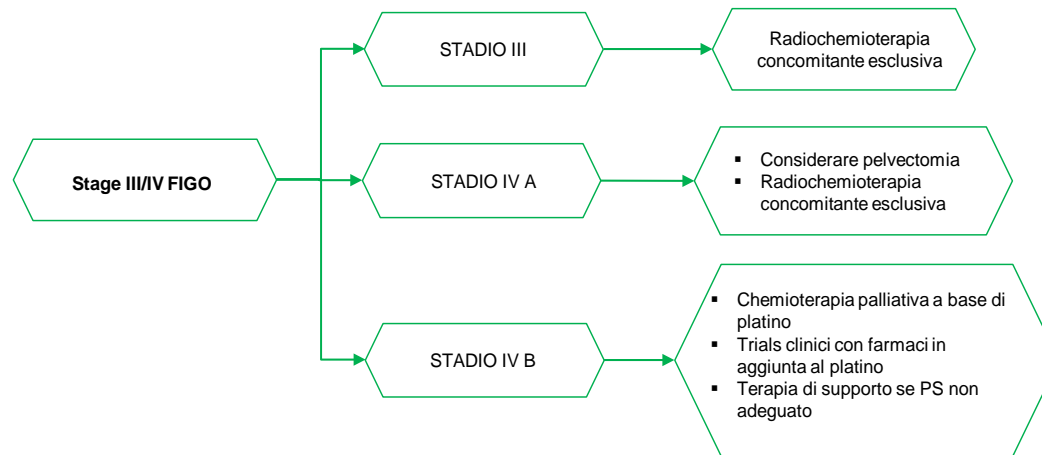 Stage III/IV FIGO
STADIO III
Radiochemioterapia
concomitante esclusiva
STADIO IV A
▪ Considerare pelvectomia
▪ Radiochemioterapia
concomitante esclusiva
STADIO IV B
▪ Chemioterapia palliativa a base di
platino
▪ Trials clinici con farmaci in
aggiunta al platino
▪ Terapia di supporto se PS non
adeguato